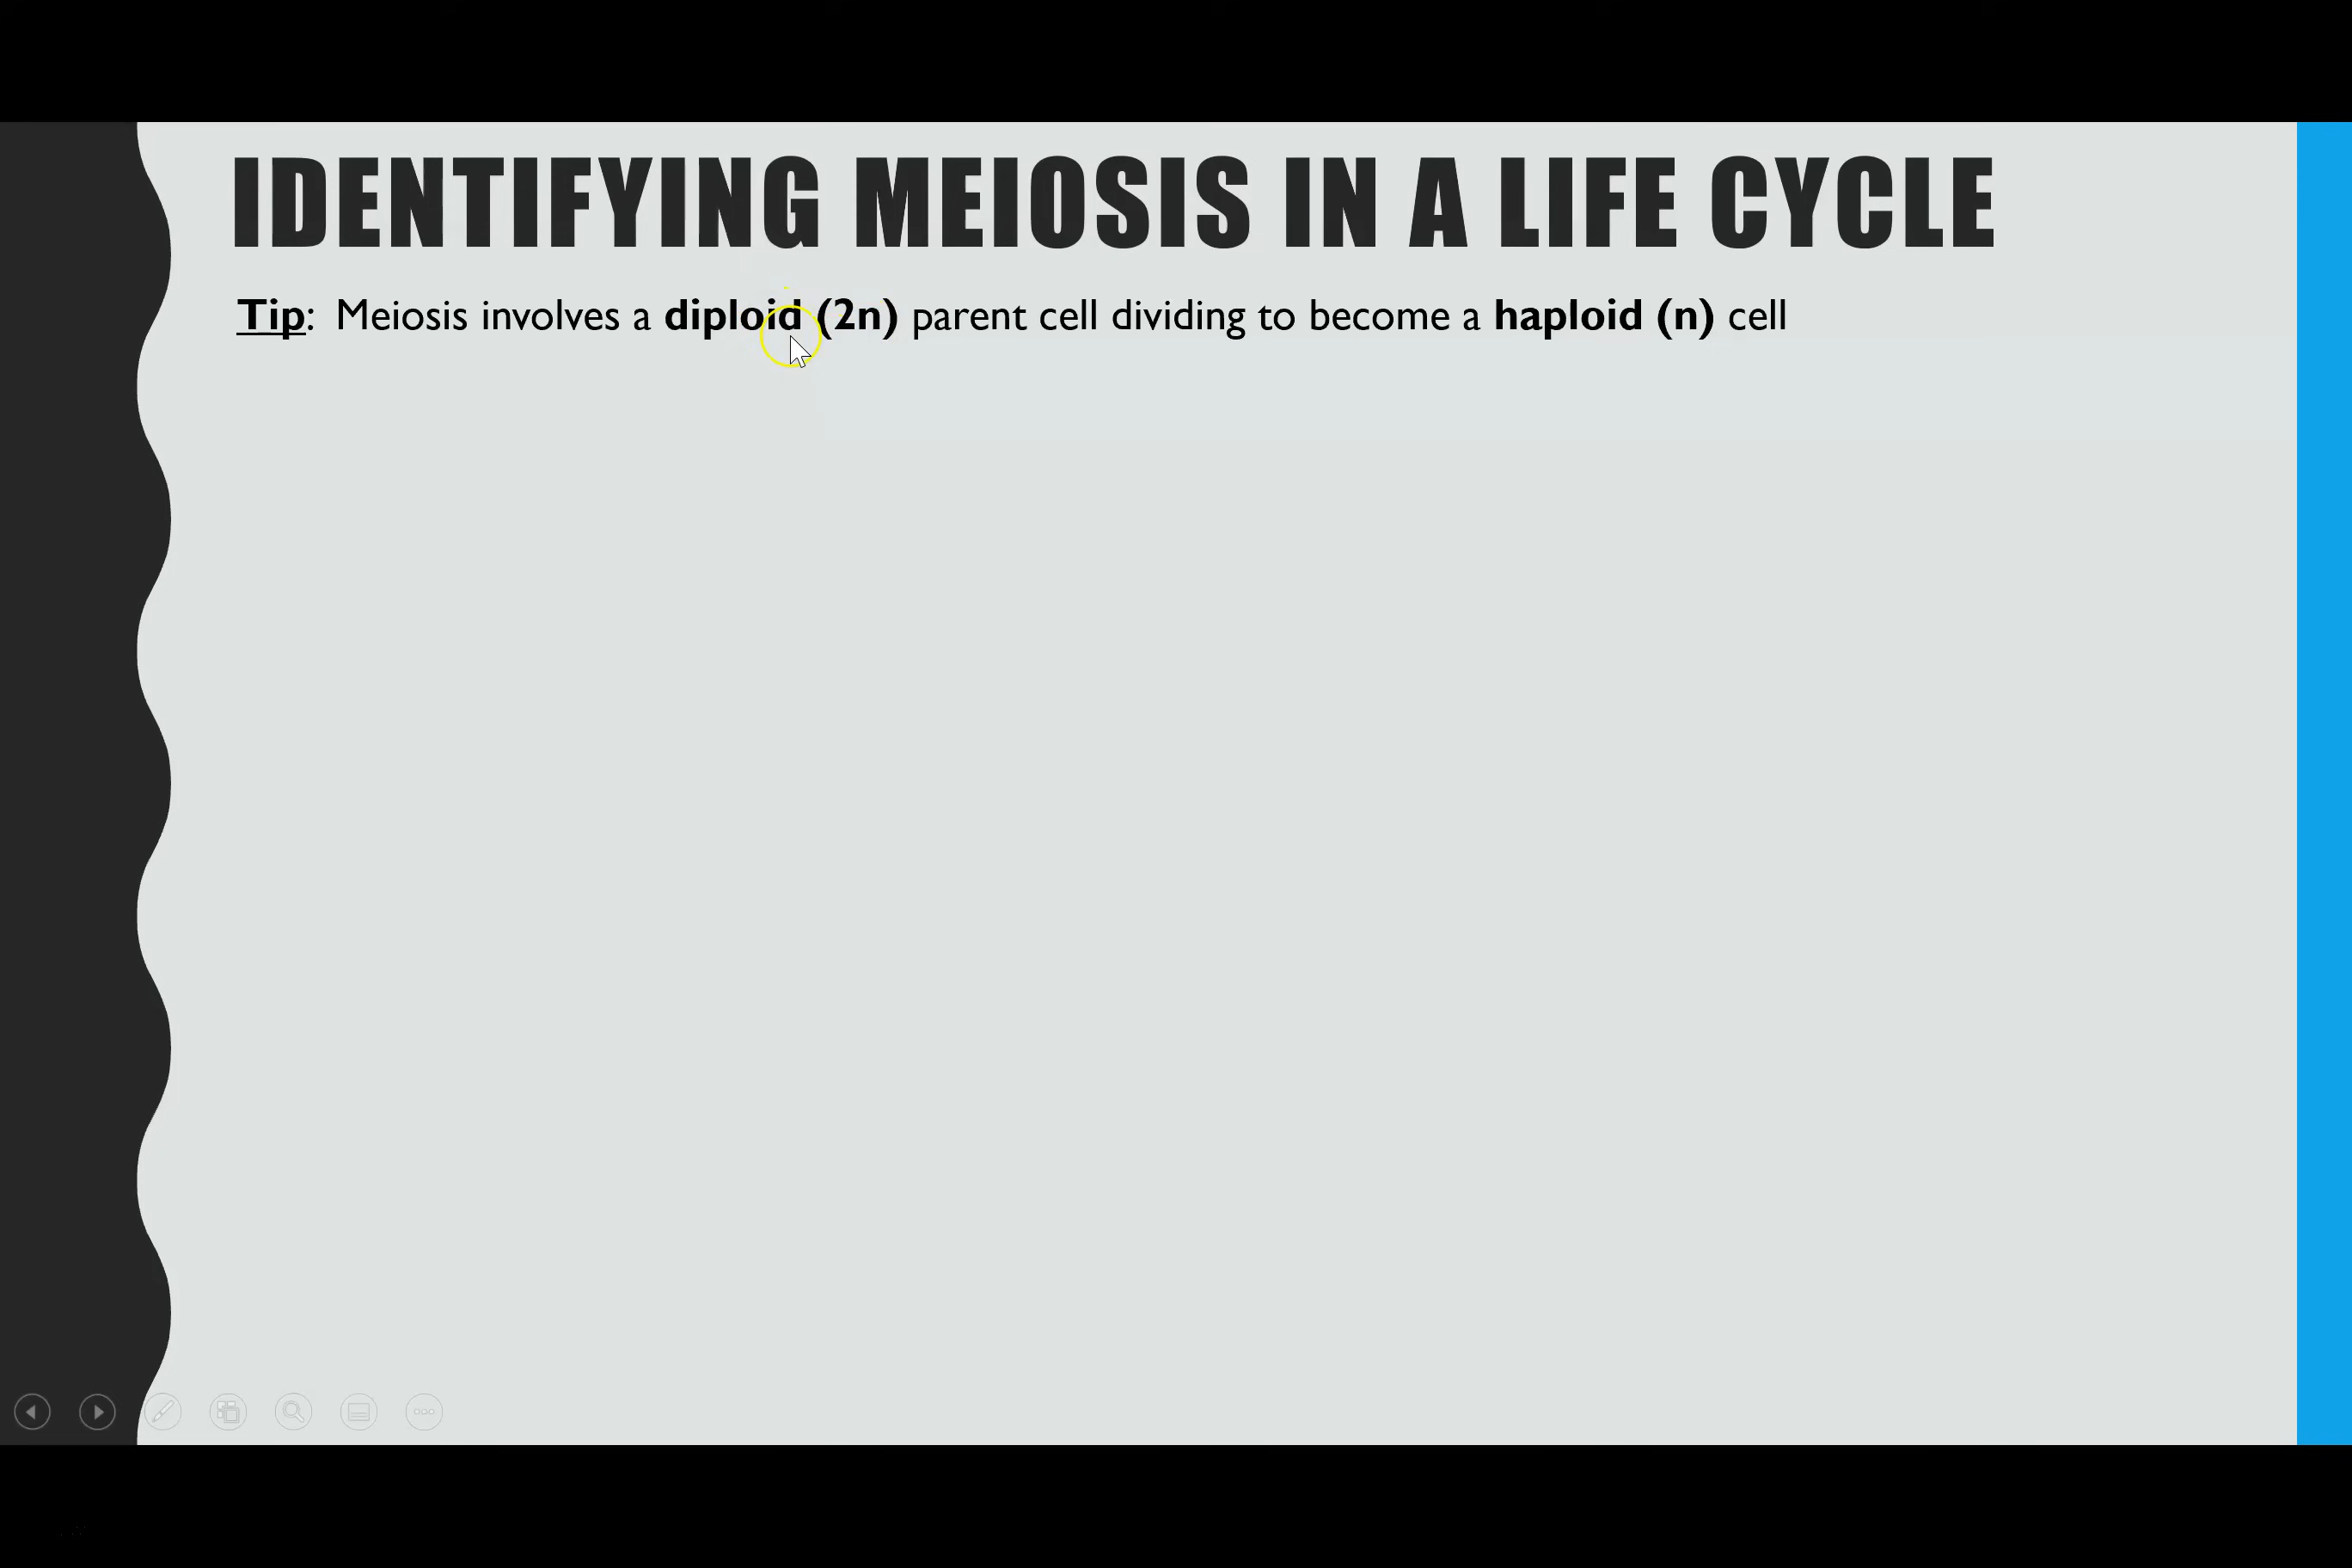 IDENTIFYING MEIOSIS IN A LIFE CYCLE
Tip: Meiosis involves a diploid (2n) parent cell dividing to become a haploid (n) cell